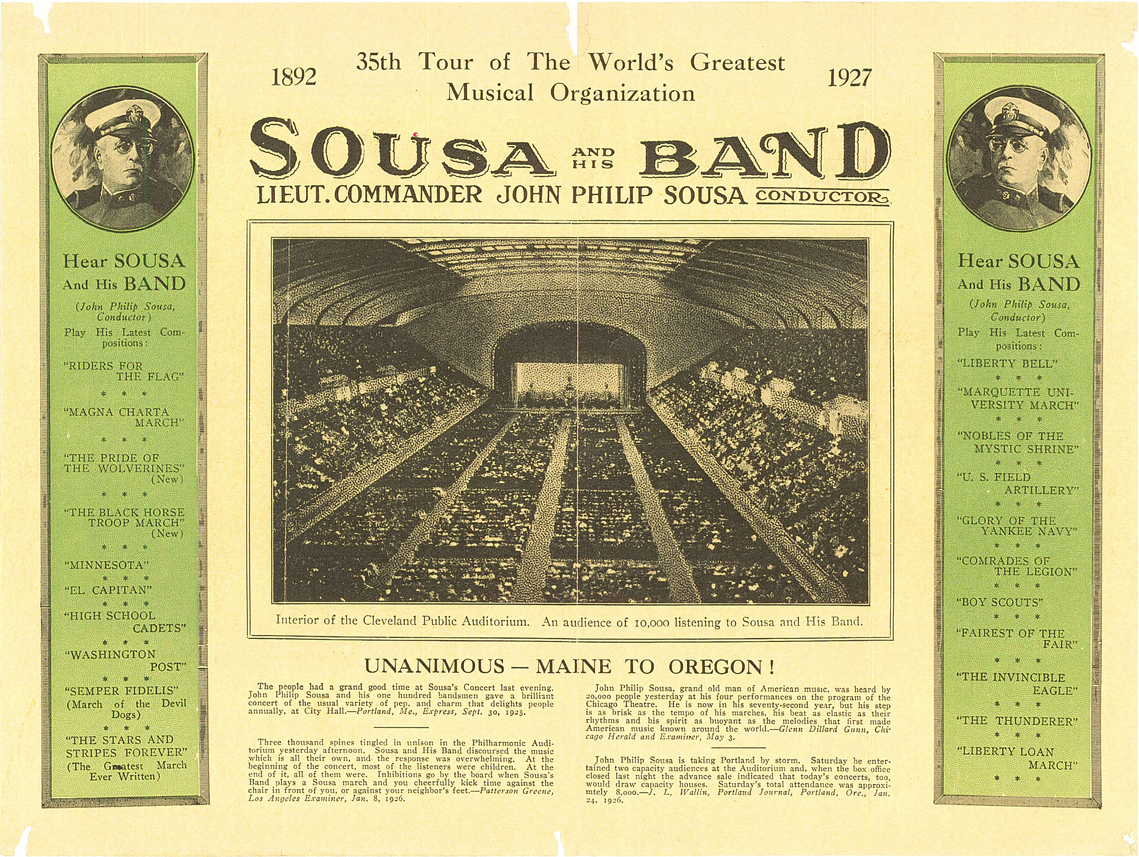 1892
35th Tour of The World's Greatest
Musical Organization
1927
SOUSA AND HIS BAND
LIEUT. COMMANDER JOHN PHILIP SOUSA CONDUCTOR
Hear SOUSA
And His BAND
(John Philip Sousa,
Conductor)
Play His Latest Com-
positions:
"RIDERS FOR
THE FLAG"
* * *
"MAGNA CHARTA
MARCH"
* * *
"THE PRIDE OF
THE WOLVERINES"
(New)
* * *
"THE BLACK HORSE
TROOP MARCH"
(New)
* * *
"MINNESOTA"
* * *
"EL CAPITAN"
* * *
"HIGH SCHOOL
CADETS"
* * *
"WASHINGTON
POST"
* * *
"SEMPER FIDELIS"
(March of the Devil
Dogs)
* * *
"THE STARS AND
STRIPES FOREVER"
(The Greatest March
Ever Written)
Interior of the Cleveland Public Auditorium. An audience of 10,000 listening to Sousa and His Band.
UNANIMOUS — MAINE TO OREGON!
The people had a grand good time at Sousa's Concert last evening.
John Philip Sousa and his one hundred bandsmen gave a brilliant
concert of the usual variety of pep, and charm that delights people
annually, at City Hall.—Portland, Me., Express, Sept. 30, 1925.
Three thousand spines tingled in unison in the Philharmonic Audi-
torium yesterday afternoon. Sousa and His Band discoursed the music
which is all their own, and the response was overwhelming. At the
beginning of the concert, most of the listeners were children. At the
end of it, all of them were. Inhibitions go by the board when Sousa's
Band plays a Sousa march and you cheerfully kick time against the
chair in front of you, or against your neighbor's feet.—Patterson Greene,
Los Angeles Examiner, Jan. 8, 1926.
John Philip Sousa, grand old man of American music, was heard by
20,000 people yesterday at his four performances on the program of the
Chicago Theatre. He is now in his seventy-second year, but his step
is as brisk as the tempo of his marches, his beat as elastic as their
rhythms and his spirit as buoyant as the melodies that first made
American music known around the world.—Glenn Dillard Gunn, Chi-
cago Herald and Examiner, May 3.
John Philip Sousa is taking Portland by storm. Saturday he enter-
tained two capacity audiences at the Auditorium and, when the box office
closed last night the advance sale indicated that today's concerts, too,
would draw capacity houses. Saturday's total attendance was approxi-
mtely 8,000.—J. L. Wallin, Portland Journal, Portland, Ore., Jan.
24, 1926.
Hear SOUSA
And His BAND
(John Philip Sousa,
Conductor)
Play His Latest Com-
positions:
"LIBERTY BELL"
* * *
"MARQUETTE UNI-
VERSITY MARCH"
* * *
"NOBLES OF THE
MYSTIC SHRINE"
* * *
"U. S. FIELD
ARTILLERY"
* * *
"GLORY OF THE
YANKEE NAVY"
* * *
"COMRADES OF
THE LEGION"
* * *
"BOY SCOUTS"
* * *
"FAIREST OF THE
FAIR"
* * *
"THE INVINCIBLE
EAGLE"
* * *
"THE THUNDERER"
* * *
"LIBERTY LOAN
MARCH"
* * *